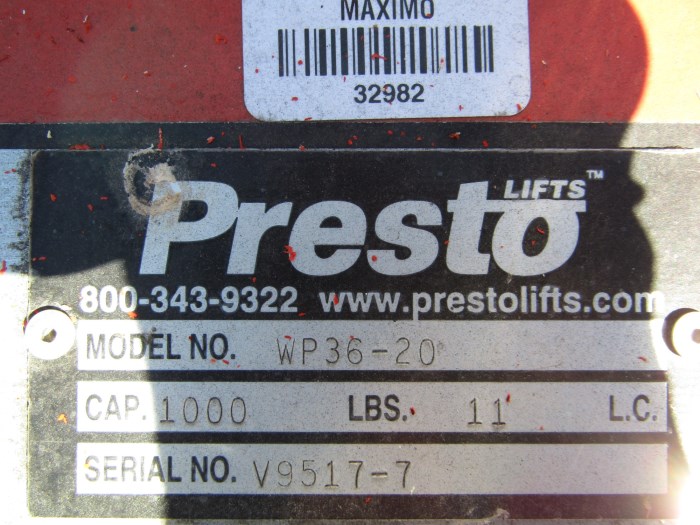 MAXIMO
32982
LIFTS™
Presto
800-343-9322 www.prestolifts.com
MODEL NO. WP36-20
CAP. 1000 LBS. 11 L.C.
SERIAL NO. V9517-7